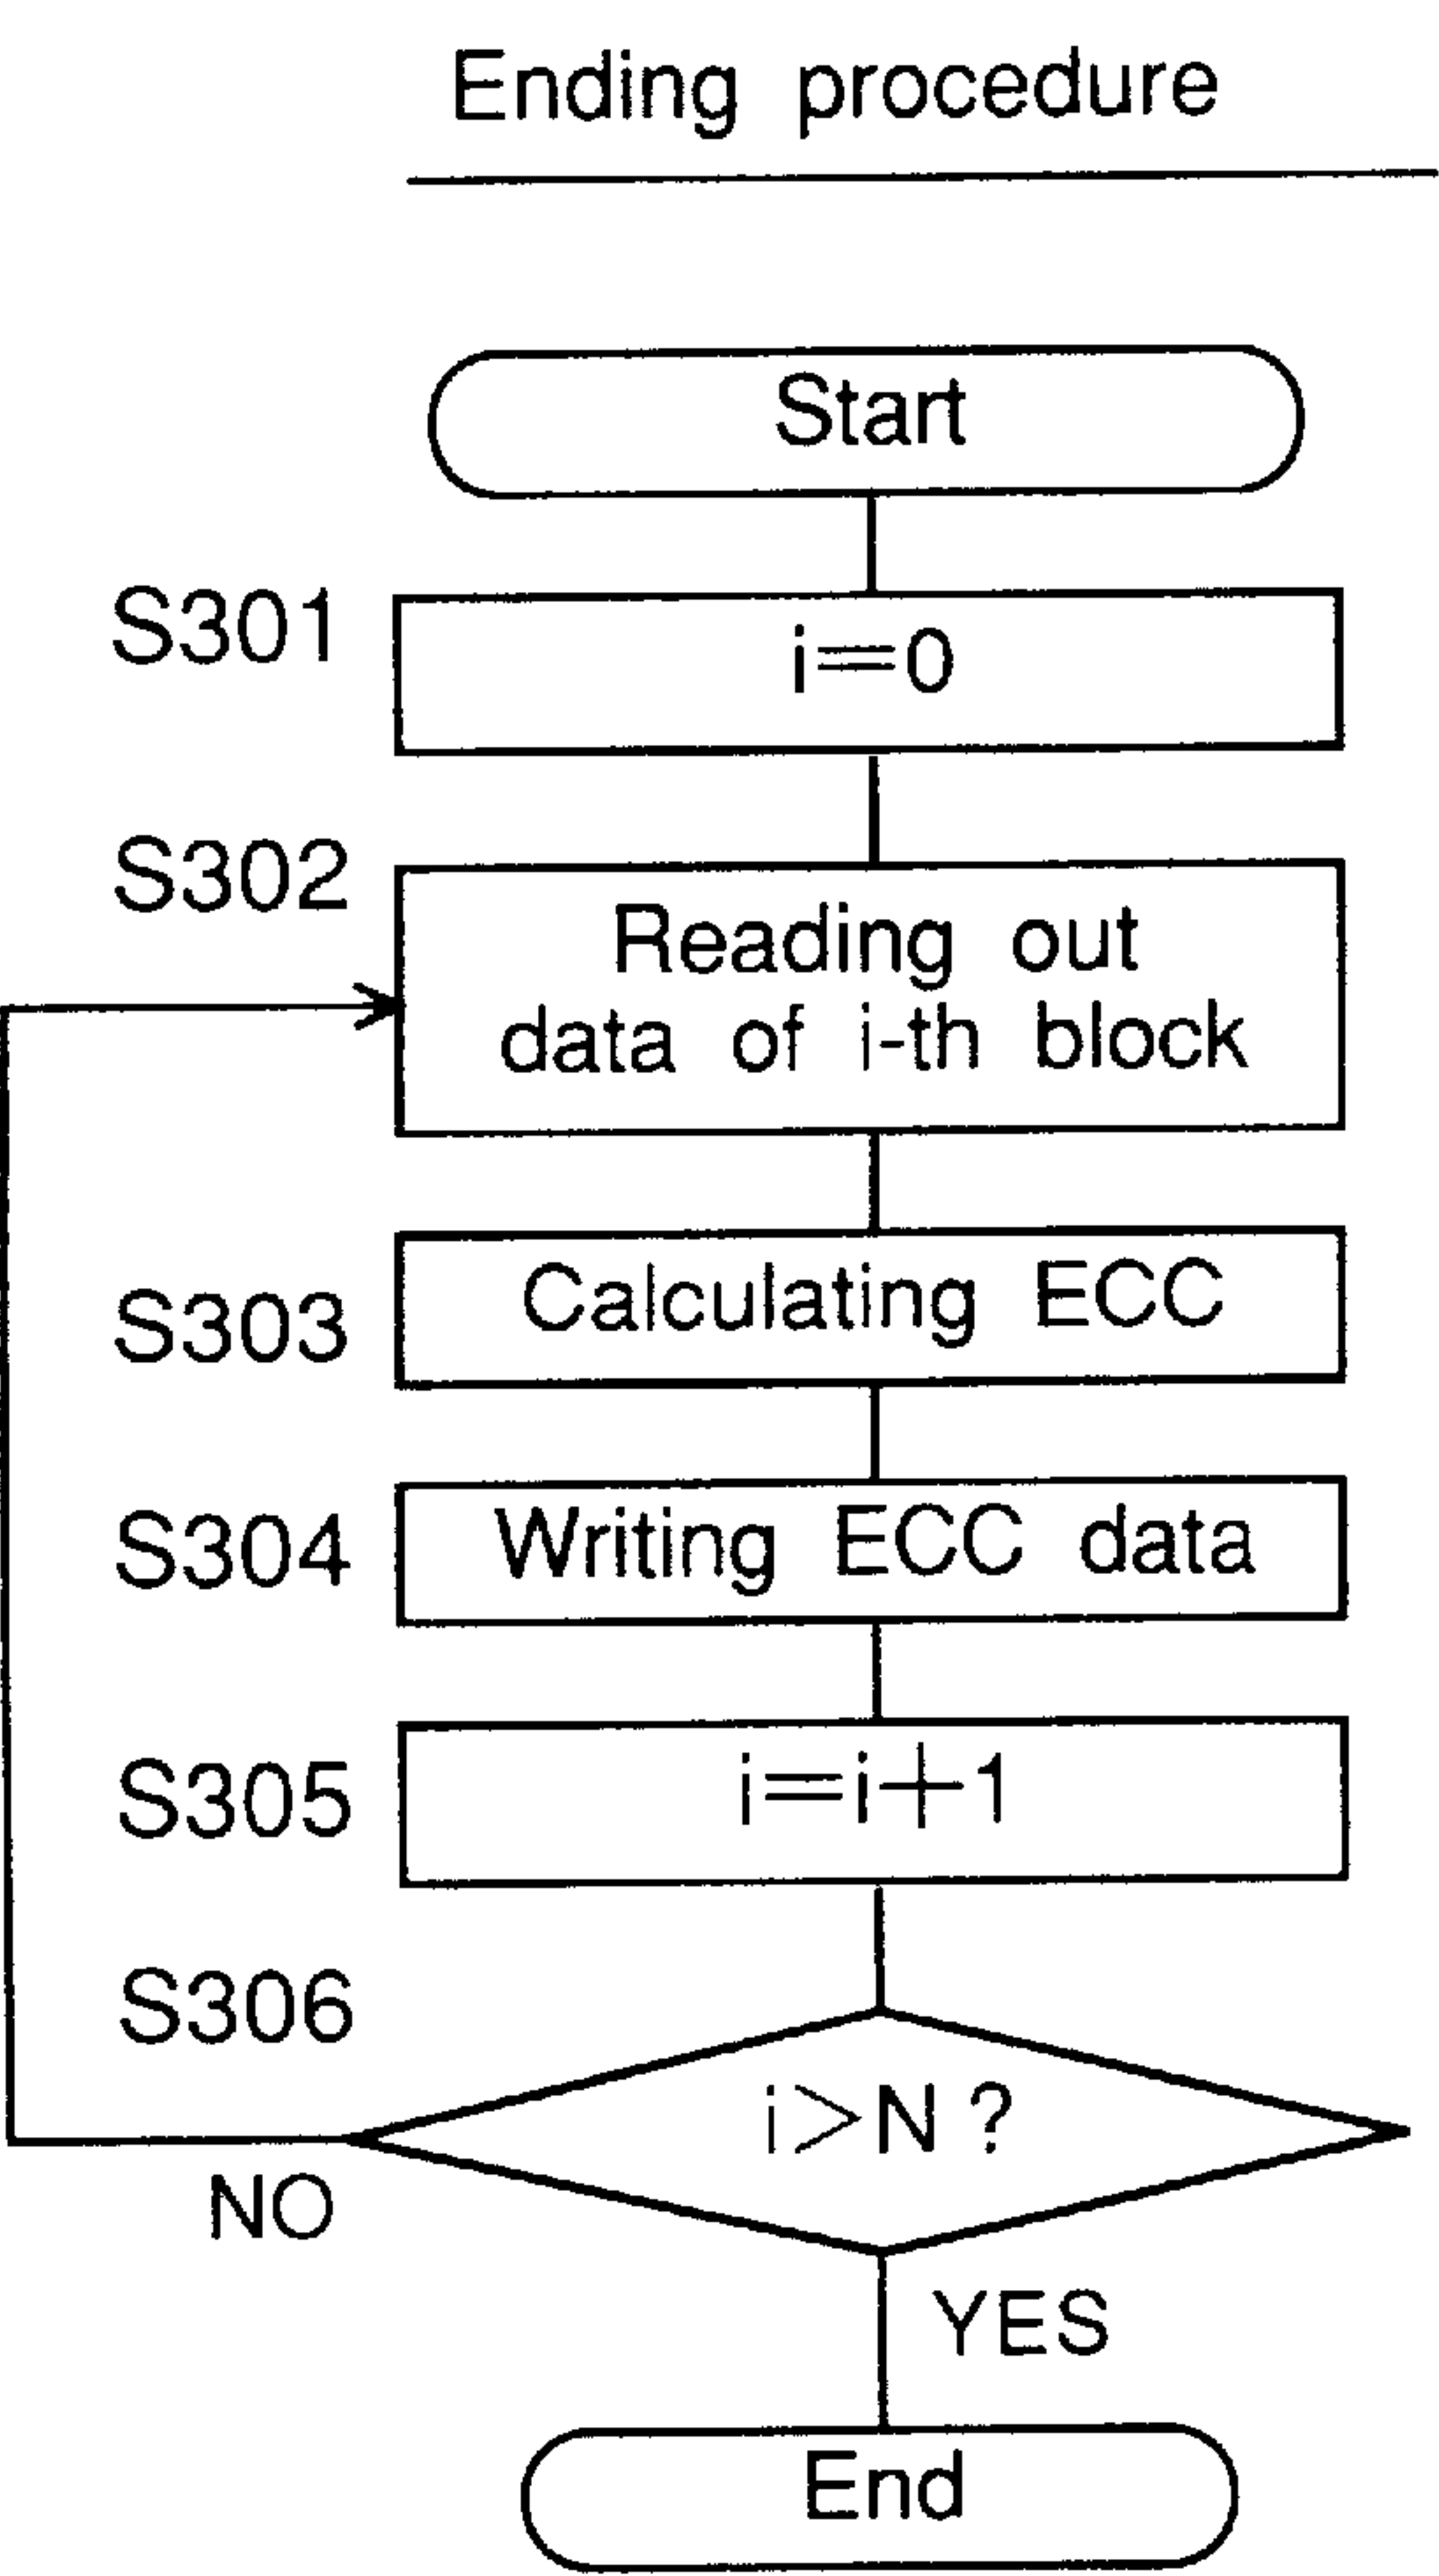 Ending procedure
Start
S301
i=0
S302
Reading out
data of i-th block
S303
Calculating ECC
S304
Writing ECC data
S305
i=i+1
S306
i>N?
NO
YES
End